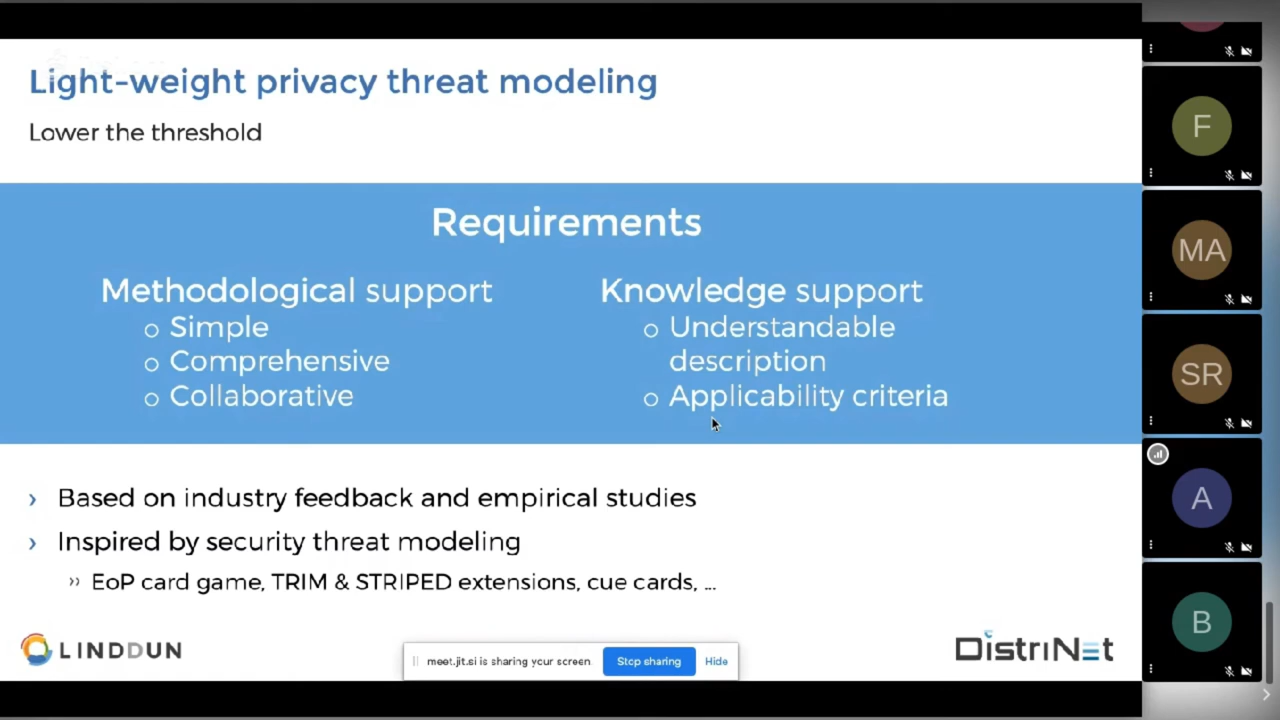 Light-weight privacy threat modeling
Lower the threshold
Requirements
Methodological support
Simple
Comprehensive
Collaborative
Knowledge support
Understandable
description
Applicability criteria
Based on industry feedback and empirical studies
Inspired by security threat modeling
EoP card game, TRIM & STRIPED extensions, cue cards, ...
LINDDUN
meet.jit.si is sharing your screen
Stop sharing
Hide
DistriNet
F
MA
SR
A
B